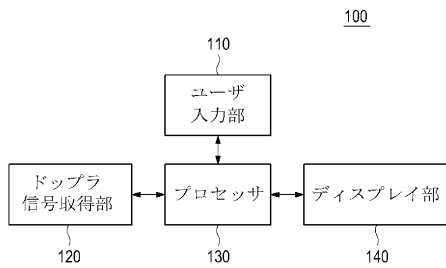 100
110
ユーザ
入力部
ドップラ
信号取得部
プロセッサ
ディスプレイ部
120
130
140